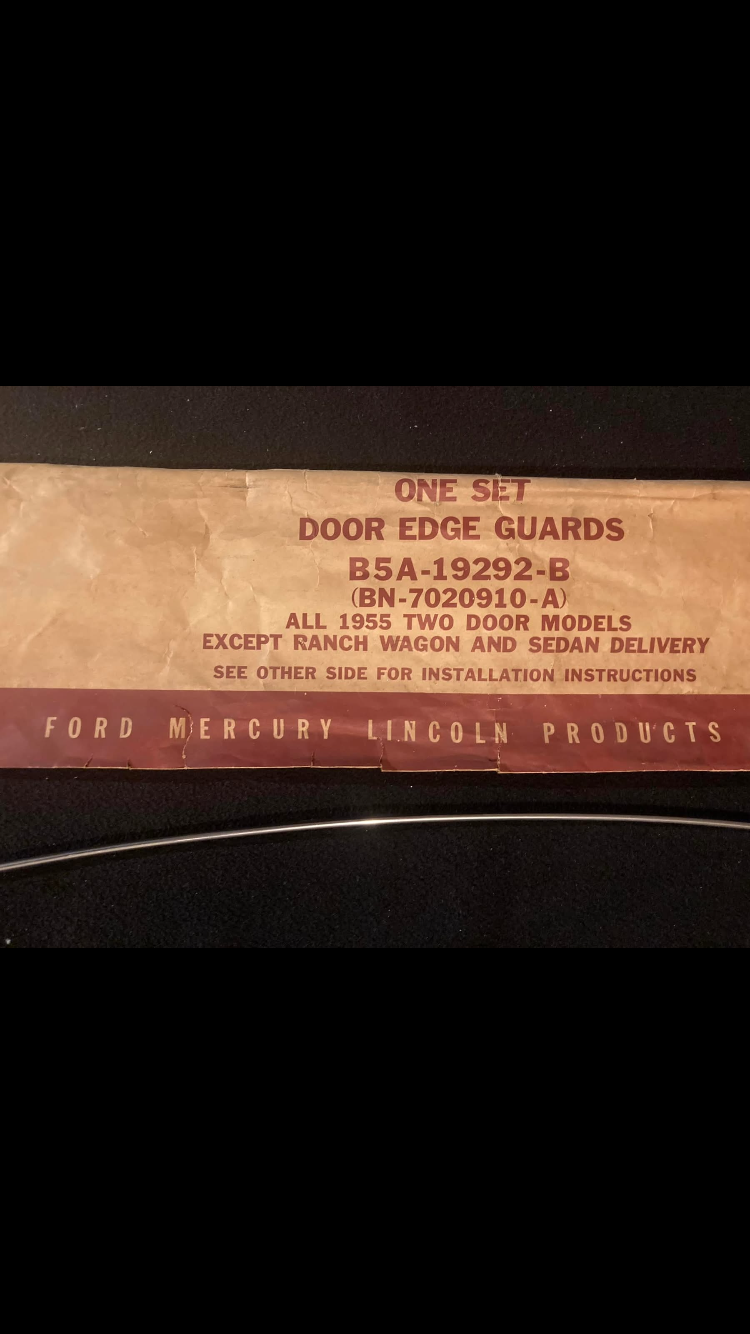 ONE SET
DOOR EDGE GUARDS
B5A-19292-B
(BN-7020910-A)
ALL 1955 TWO DOOR MODELS
EXCEPT RANCH WAGON AND SEDAN DELIVERY
SEE OTHER SIDE FOR INSTALLATION INSTRUCTIONS
FORD MERCURY LINCOLN PRODUCTS